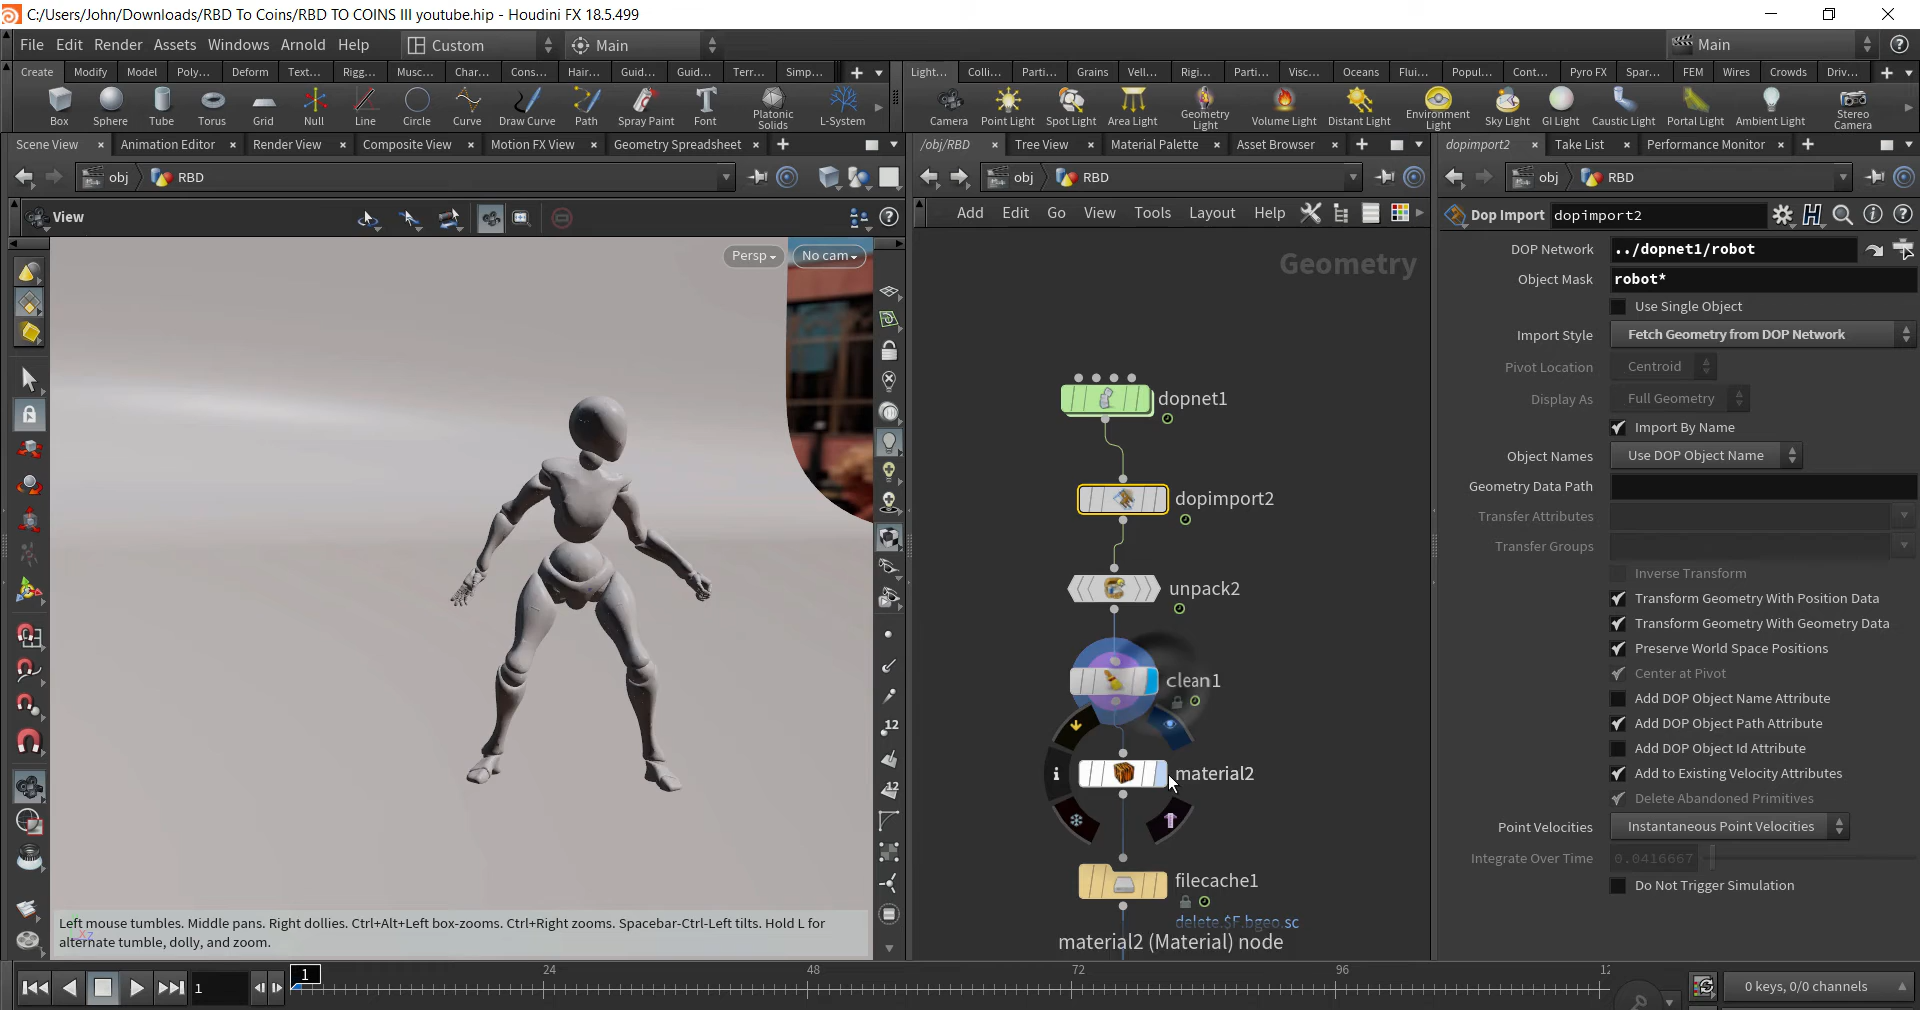 C:/Users/John/Downloads/RBD To Coins/RBD TO COINS III youtube.hip - Houdini FX 18.5.499
File Edit Render Assets Windows Arnold Help
Custom
Main
Main
Create Modify Model Poly... Deform Text... Rigg... Musc... Char... Cons... Hair... Guid... Guid... Terr... Simp...
Light... Colli... Parti... Grains Vell... Rigi... Parti... Visc... Oceans Flui... Popul... Cont... Pyro FX Spar... FEM Wires Crowds Driv...
Box Sphere Tube Torus Grid Null Line Circle Curve Draw Curve Path Spray Paint Font Platonic Solids L-System
Camera Point Light Spot Light Area Light Geometry Light Volume Light Distant Light Environment Light Sky Light GI Light Caustic Light Portal Light Ambient Light Stereo Camera
Scene View Animation Editor Render View Composite View Motion FX View Geometry Spreadsheet
/obj/RBD Tree View Material Palette Asset Browser
dopimport2 Take List Performance Monitor
obj RBD
obj RBD
obj RBD
View
Add Edit Go View Tools Layout Help
Dop Import dopimport2
Persp
No cam
Geometry
dopnet1
dopimport2
unpack2
clean1
material2
filecache1
delete.$F.bgeo.sc
material2 (Material) node
12
12
Left mouse tumbles. Middle pans. Right dollies. Ctrl+Alt+Left box-zooms. Ctrl+Right zooms. Spacebar-Ctrl-Left tilts. Hold L for
alternate tumble, dolly, and zoom.
DOP Network ../dopnet1/robot
Object Mask robot*
Use Single Object
Import Style Fetch Geometry from DOP Network
Pivot Location Centroid
Display As Full Geometry
Import By Name
Object Names Use DOP Object Name
Geometry Data Path
Transfer Attributes
Transfer Groups
Inverse Transform
Transform Geometry With Position Data
Transform Geometry With Geometry Data
Preserve World Space Positions
Center at Pivot
Add DOP Object Name Attribute
Add DOP Object Path Attribute
Add DOP Object Id Attribute
Add to Existing Velocity Attributes
Delete Abandoned Primitives
Point Velocities Instantaneous Point Velocities
Integrate Over Time 0.0416667
Do Not Trigger Simulation
1
1 24 48 72 96 12
0 keys, 0/0 channels